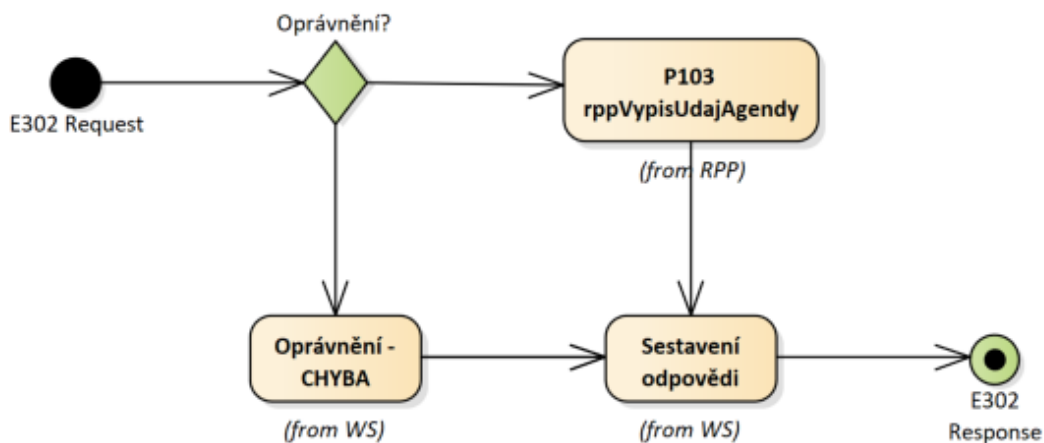 Oprávnění?
E302 Request
P103
rppVypisUdajAgendy
(from RPP)
Oprávnění -
CHYBA
(from WS)
Sestavení
odpovědi
(from WS)
E302
Response